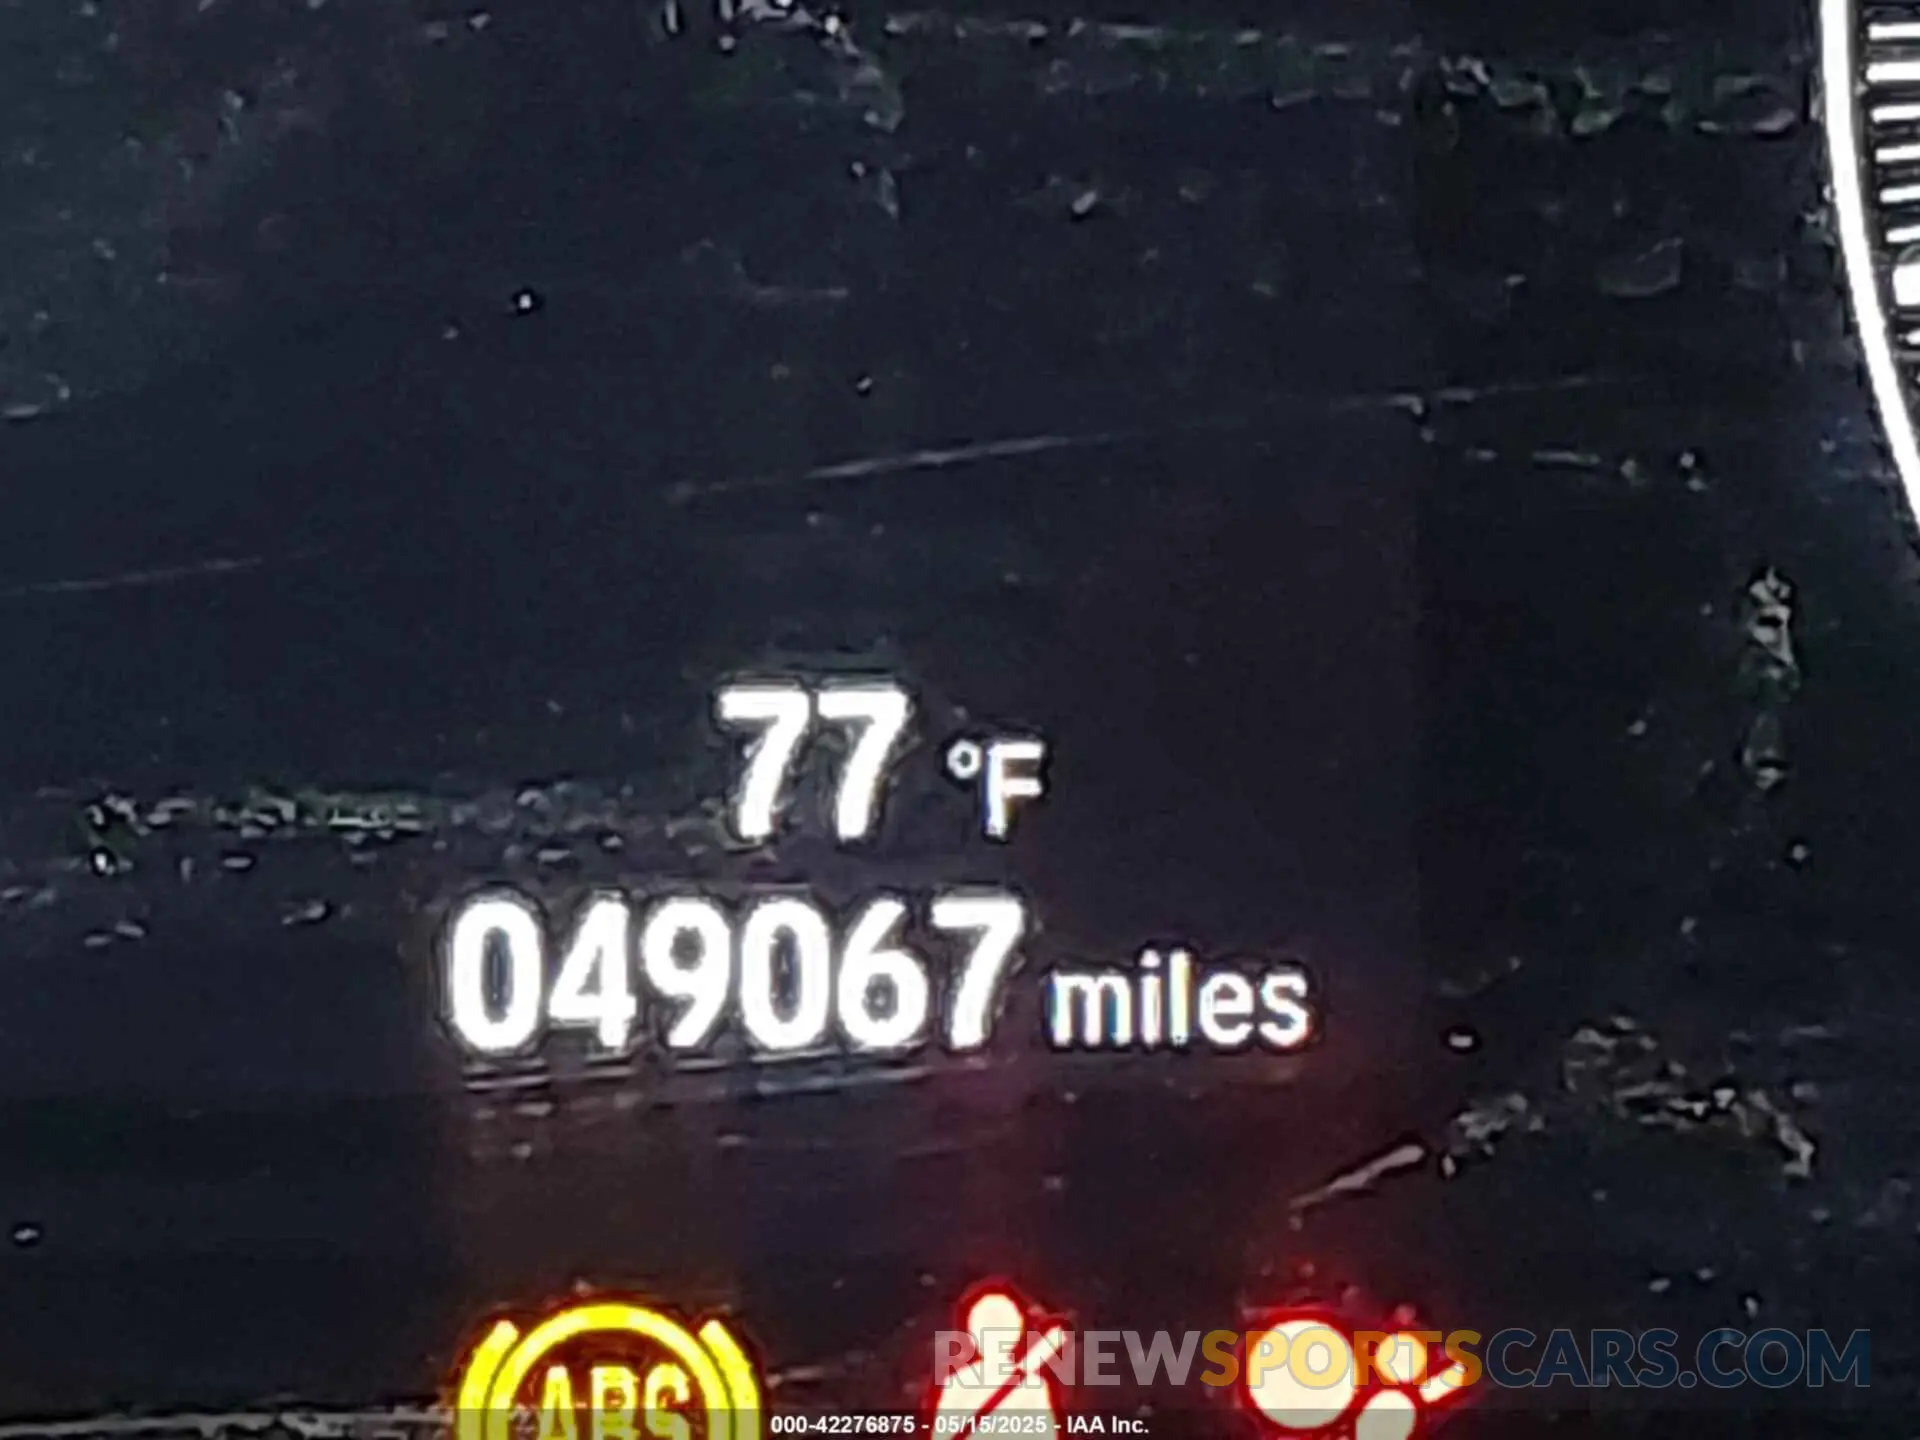 77 °F
049067 miles
ABS
RENEWSPORTSCARS.COM
000-42276875 - 05/15/2025 - IAA Inc.